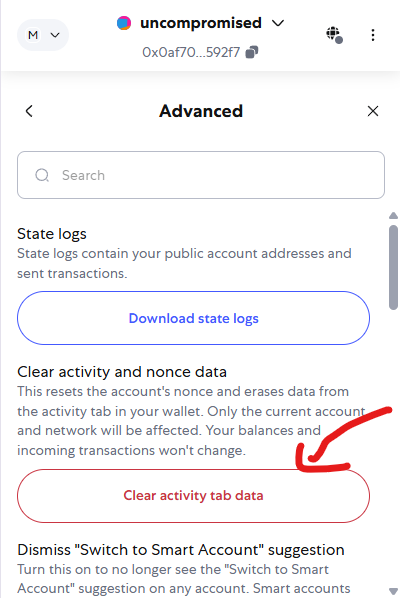 M
uncompromised
0x0af70...592f7
Advanced
Search
State logs
State logs contain your public account addresses and
sent transactions.
Download state logs
Clear activity and nonce data
This resets the account's nonce and erases data from
the activity tab in your wallet. Only the current account
and network will be affected. Your balances and
incoming transactions won't change.
Clear activity tab data
Dismiss "Switch to Smart Account" suggestion
Turn this on to no longer see the "Switch to Smart
Account" suggestion on any account. Smart accounts